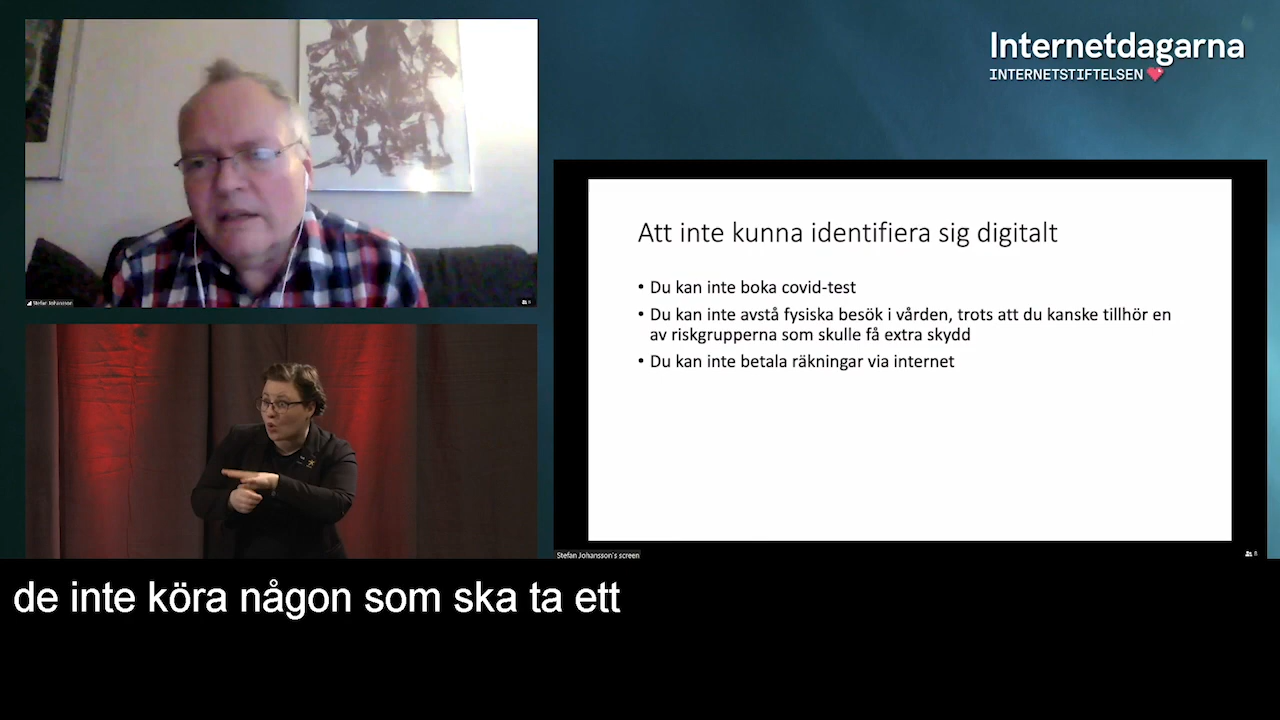 Internetdagarna
INTERNETSTIFTELSEN
Stefan Johansson
Att inte kunna identifiera sig digitalt
• Du kan inte boka covid-test
• Du kan inte avstå fysiska besök i vården, trots att du kanske tillhör en
av riskgrupperna som skulle få extra skydd
• Du kan inte betala räkningar via internet
Stefan Johansson's screen
de inte köra någon som ska ta ett